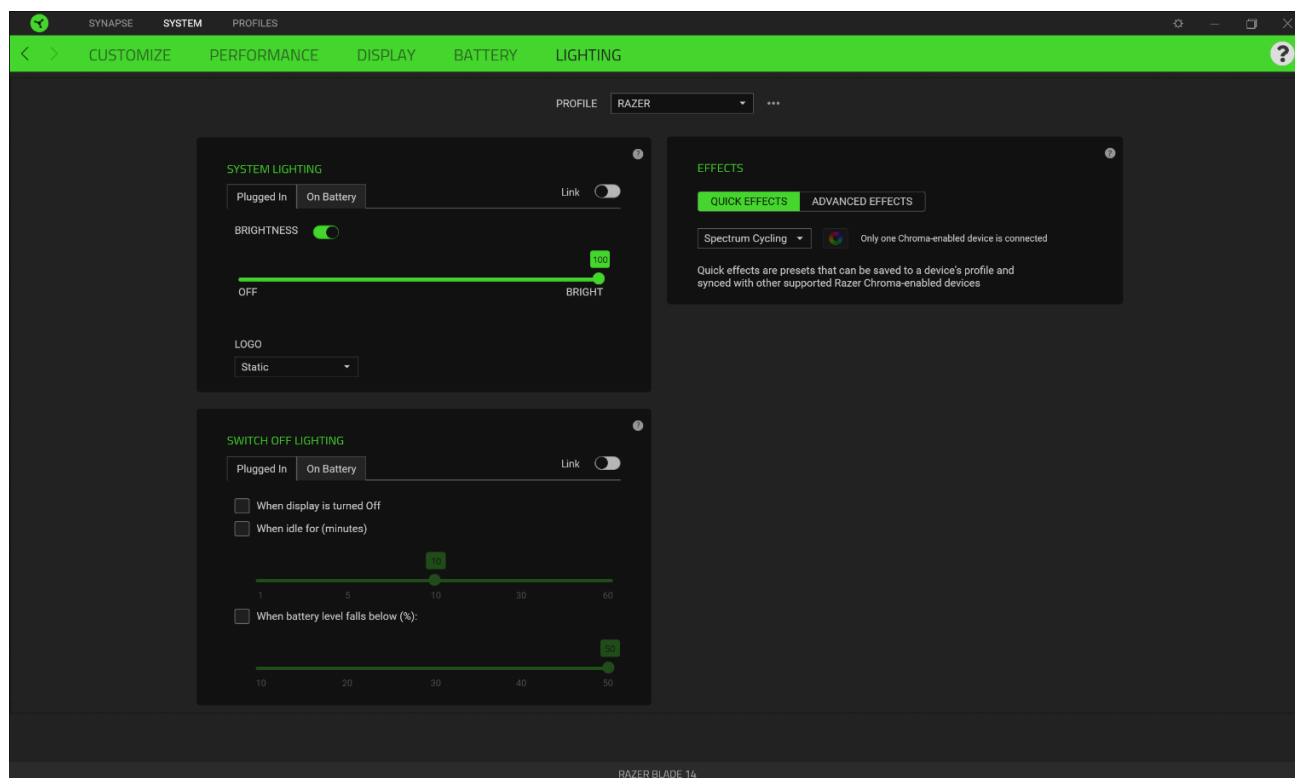 SYNAPSE SYSTEM PROFILES
CUSTOMIZE PERFORMANCE DISPLAY BATTERY LIGHTING ?
PROFILE RAZER
SYSTEM LIGHTING ?
Plugged In On Battery Link
BRIGHTNESS
100
OFF BRIGHT
LOGO
Static
EFFECTS ?
QUICK EFFECTS ADVANCED EFFECTS
Spectrum Cycling Only one Chroma-enabled device is connected
Quick effects are presets that can be saved to a device's profile and
synced with other supported Razer Chroma-enabled devices
SWITCH OFF LIGHTING ?
Plugged In On Battery Link
When display is turned Off
When idle for (minutes)
10
1 5 10 30 60
When battery level falls below (%):
50
10 20 30 40 50
RAZER BLADE 14